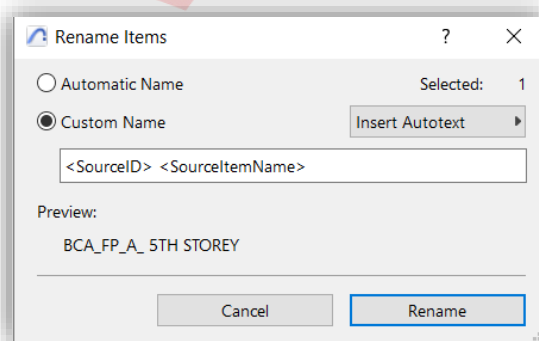 Rename Items ? ×
Automatic Name Selected: 1
Custom Name Insert Autotext
<SourceID> <SourceItemName>
Preview:
BCA_FP_A_ 5TH STOREY
Cancel Rename